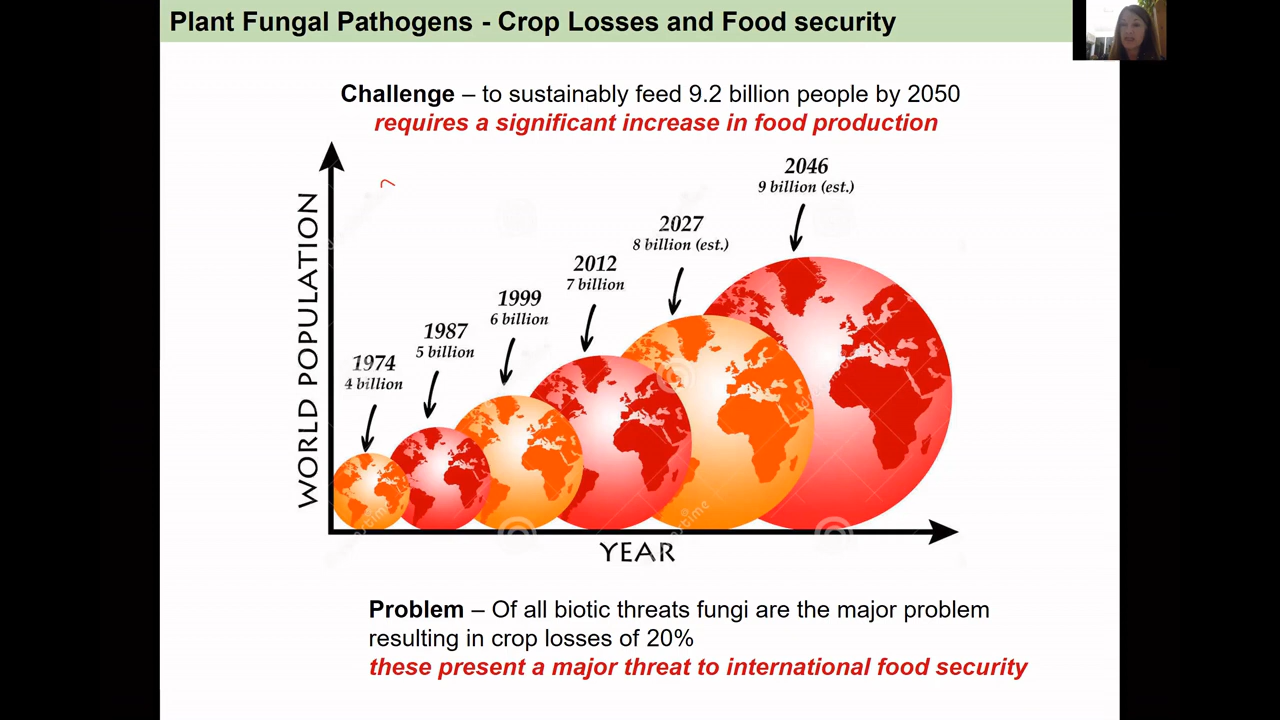 Plant Fungal Pathogens - Crop Losses and Food security
Challenge – to sustainably feed 9.2 billion people by 2050
requires a significant increase in food production
WORLD POPULATION
1974
4 billion
1987
5 billion
1999
6 billion
2012
7 billion
2027
8 billion (est.)
2046
9 billion (est.)
YEAR
Problem – Of all biotic threats fungi are the major problem
resulting in crop losses of 20%
these present a major threat to international food security